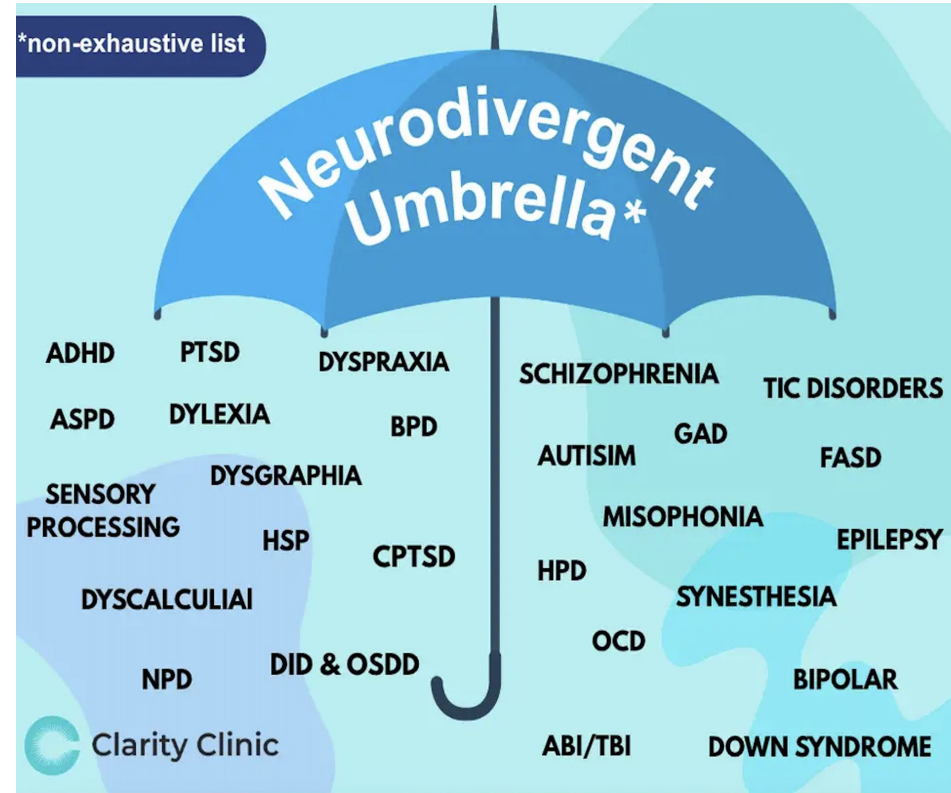 *non-exhaustive list
Neurodivergent
Umbrella*
ADHD
PTSD
DYSPRAXIA
ASPD
DYLEXIA
BPD
SENSORY
PROCESSING
DYSGRAPHIA
HSP
CPTSD
DYSCALCULIAI
NPD
DID & OSDD
SCHIZOPHRENIA
TIC DISORDERS
GAD
AUTISIM
FASD
MISOPHONIA
EPILEPSY
HPD
SYNESTHESIA
OCD
BIPOLAR
ABI/TBI
DOWN SYNDROME
Clarity Clinic